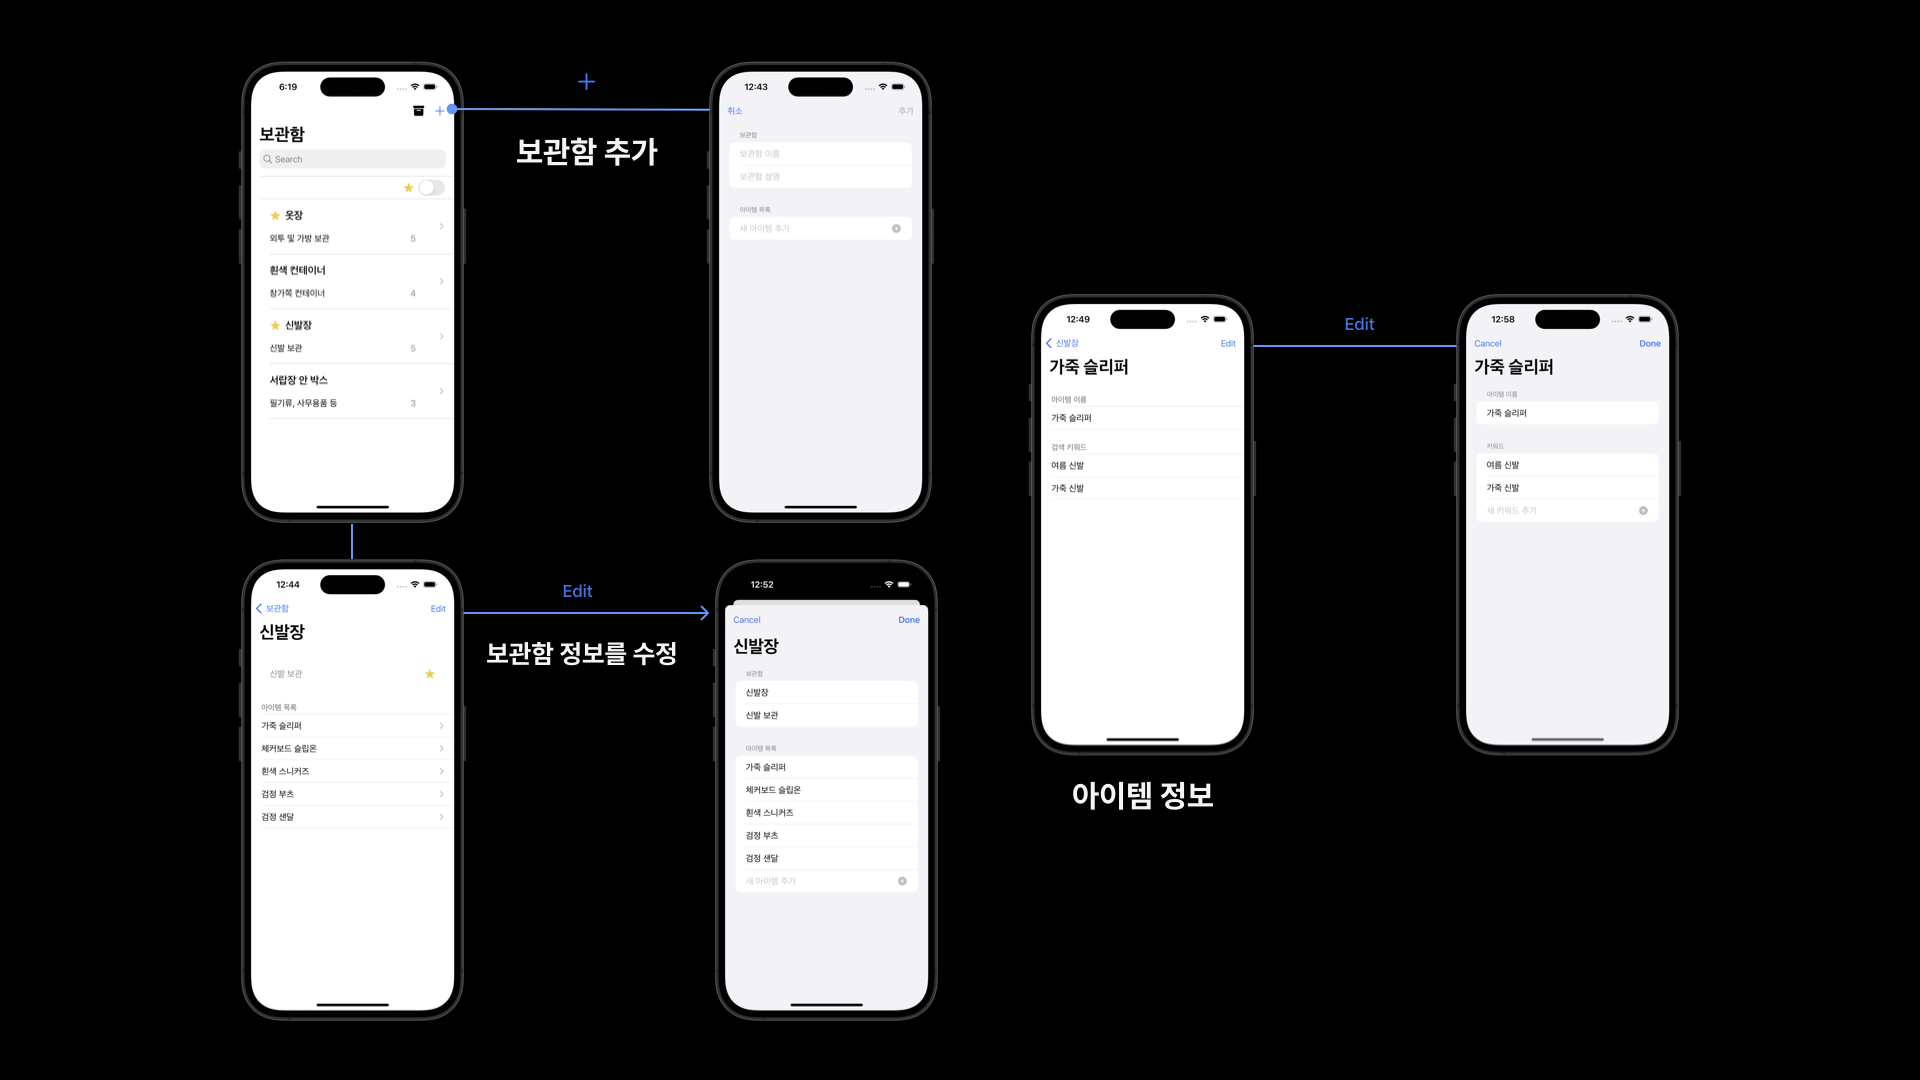 6:19
보관함
Search
옷장
외투 및 가방 보관 5
흰색 컨테이너
창가쪽 컨테이너 4
신발장
신발 보관 5
서랍장 안 박스
필기류, 사무용품 등 3
+
보관함 추가
12:43
취소 추가
보관함
보관함 이름
보관함 설명
아이템 목록
새 아이템 추가
12:44
보관함 Edit
신발장
신발 보관
아이템 목록
가죽 슬리퍼
체커보드 슬립온
흰색 스니커즈
검정 부츠
검정 샌달
Edit
보관함 정보를 수정
12:52
Cancel Done
신발장
보관함
신발장
신발 보관
아이템 목록
가죽 슬리퍼
체커보드 슬립온
흰색 스니커즈
검정 부츠
검정 샌달
새 아이템 추가
12:49
신발장 Edit
가죽 슬리퍼
아이템 이름
가죽 슬리퍼
검색 키워드
여름 신발
가죽 신발
아이템 정보
Edit
12:58
Cancel Done
가죽 슬리퍼
아이템 이름
가죽 슬리퍼
키워드
여름 신발
가죽 신발
새 키워드 추가